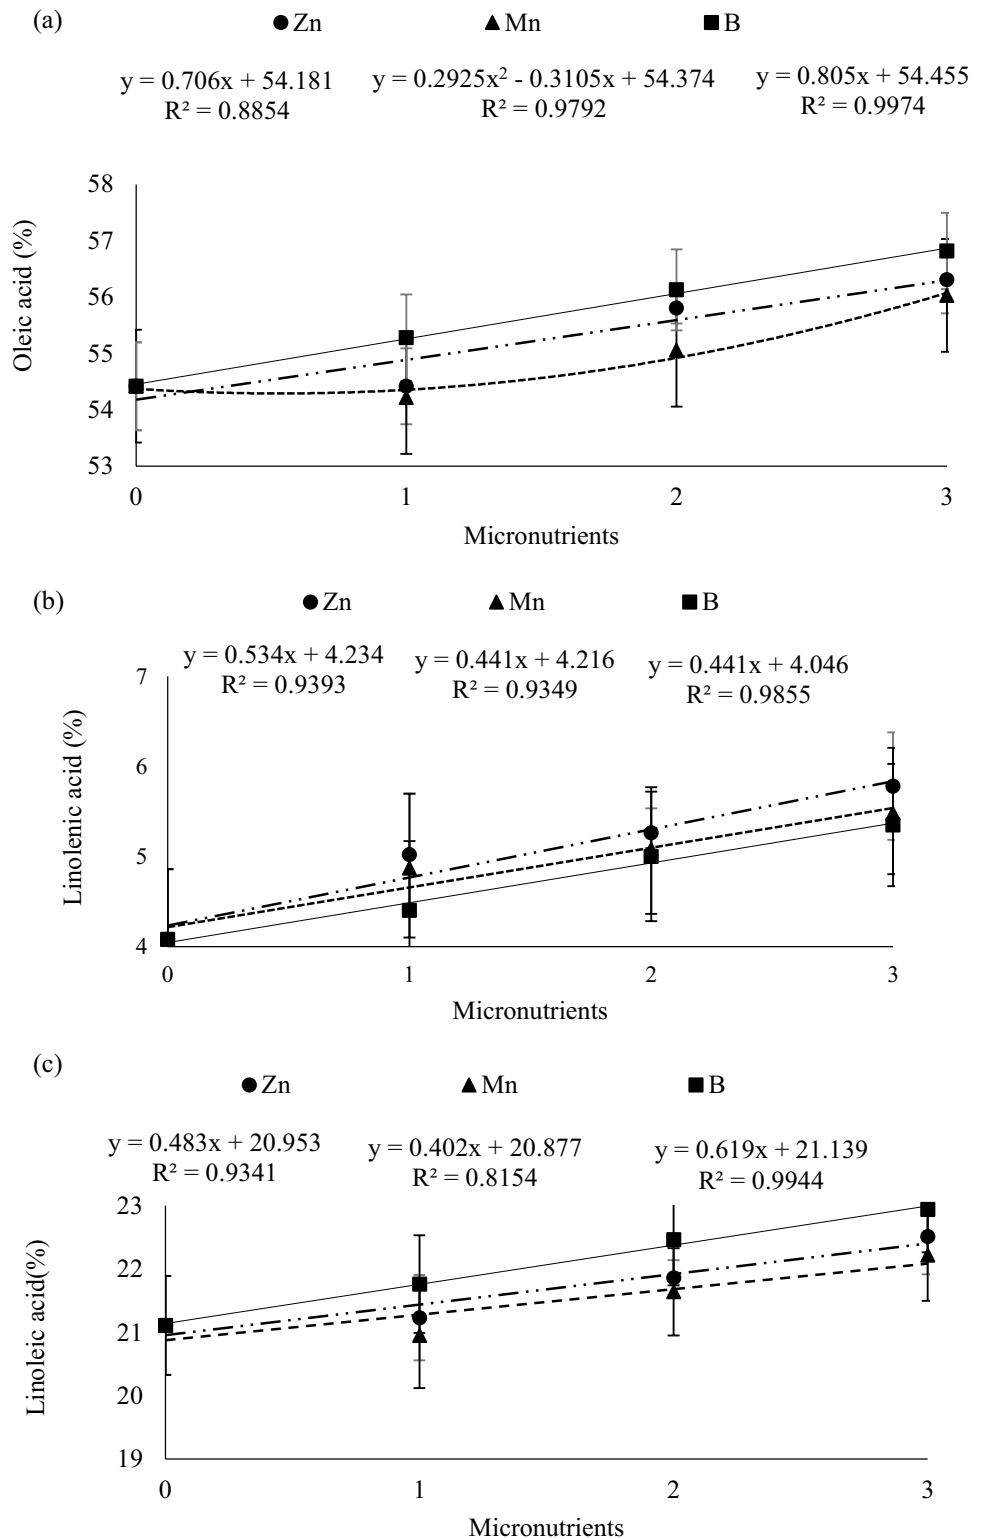 (a)
Zn Mn B
y = 0.706x + 54.181 y = 0.2925x² - 0.3105x + 54.374 y = 0.805x + 54.455
R² = 0.8854 R² = 0.9792 R² = 0.9974
58
57
56
55
54
53
Oleic acid (%)
0 1 2 3
Micronutrients
(b)
Zn Mn B
y = 0.534x + 4.234 y = 0.441x + 4.216 y = 0.441x + 4.046
R² = 0.9393 R² = 0.9349 R² = 0.9855
7
6
5
4
Linolenic acid (%)
0 1 2 3
Micronutrients
(c)
Zn Mn B
y = 0.483x + 20.953 y = 0.402x + 20.877 y = 0.619x + 21.139
R² = 0.9341 R² = 0.8154 R² = 0.9944
23
22
21
20
19
Linoleic acid(%)
0 1 2 3
Micronutrients